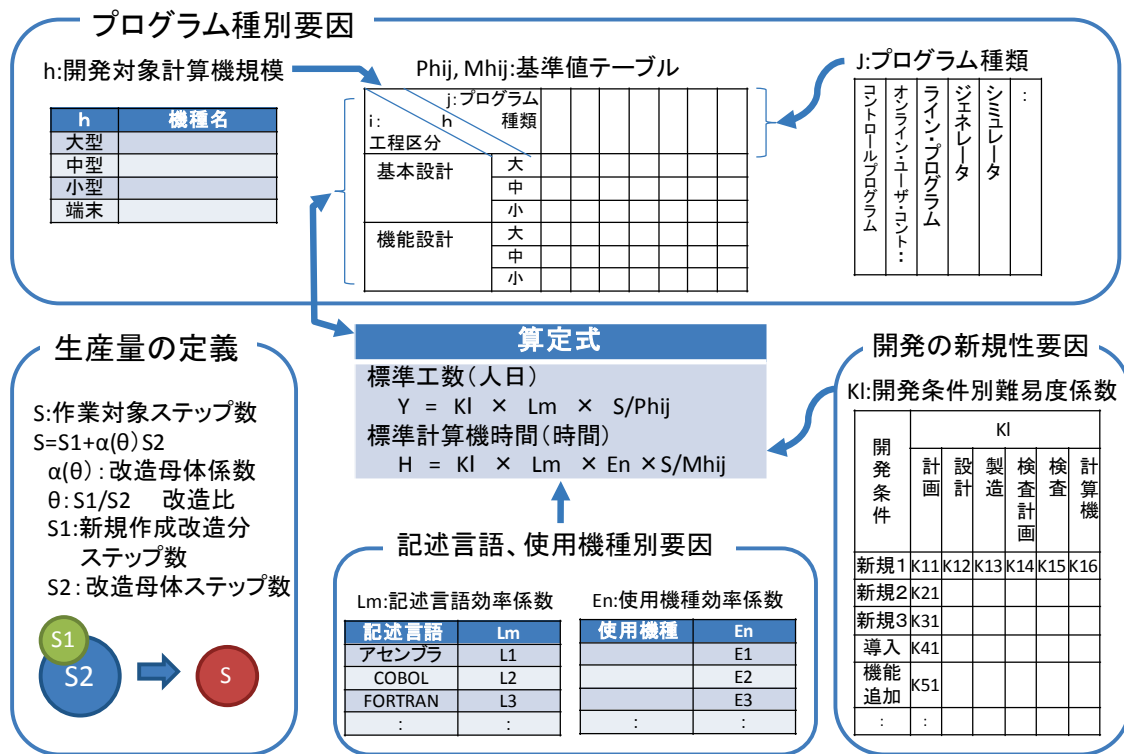 プログラム種別要因
h:開発対象計算機規模
h 機種名
大型
中型
小型
端末
Phij, Mhij:基準値テーブル
j:プログラム
種類
i: h
工程区分
基本設計 大
中
小
機能設計 大
中
小
J:プログラム種類
コントロールプログラム
オンライン・ユーザ・コント・・
ライン・プログラム
ジェネレータ
シミュレータ
:
生産量の定義
S:作業対象ステップ数
S=S1+α(θ)S2
α(θ):改造母体係数
θ:S1/S2 改造比
S1:新規作成改造分
ステップ数
S2:改造母体ステップ数
S1
S2
S
算定式
標準工数(人日)
Y = Kl × Lm × S/Phij
標準計算機時間(時間)
H = Kl × Lm × En ×S/Mhij
記述言語、使用機種別要因
Lm:記述言語効率係数
記述言語 Lm
アセンブラ L1
COBOL L2
FORTRAN L3
: :
En:使用機種効率係数
使用機種 En
E1
E2
E3
: :
開発の新規性要因
Kl:開発条件別難易度係数
開発条件
Kl
計画
設計
製造
検査計画
検査
計算機
新規1 K11 K12 K13 K14 K15 K16
新規2 K21
新規3 K31
導入 K41
機能
追加 K51
: :